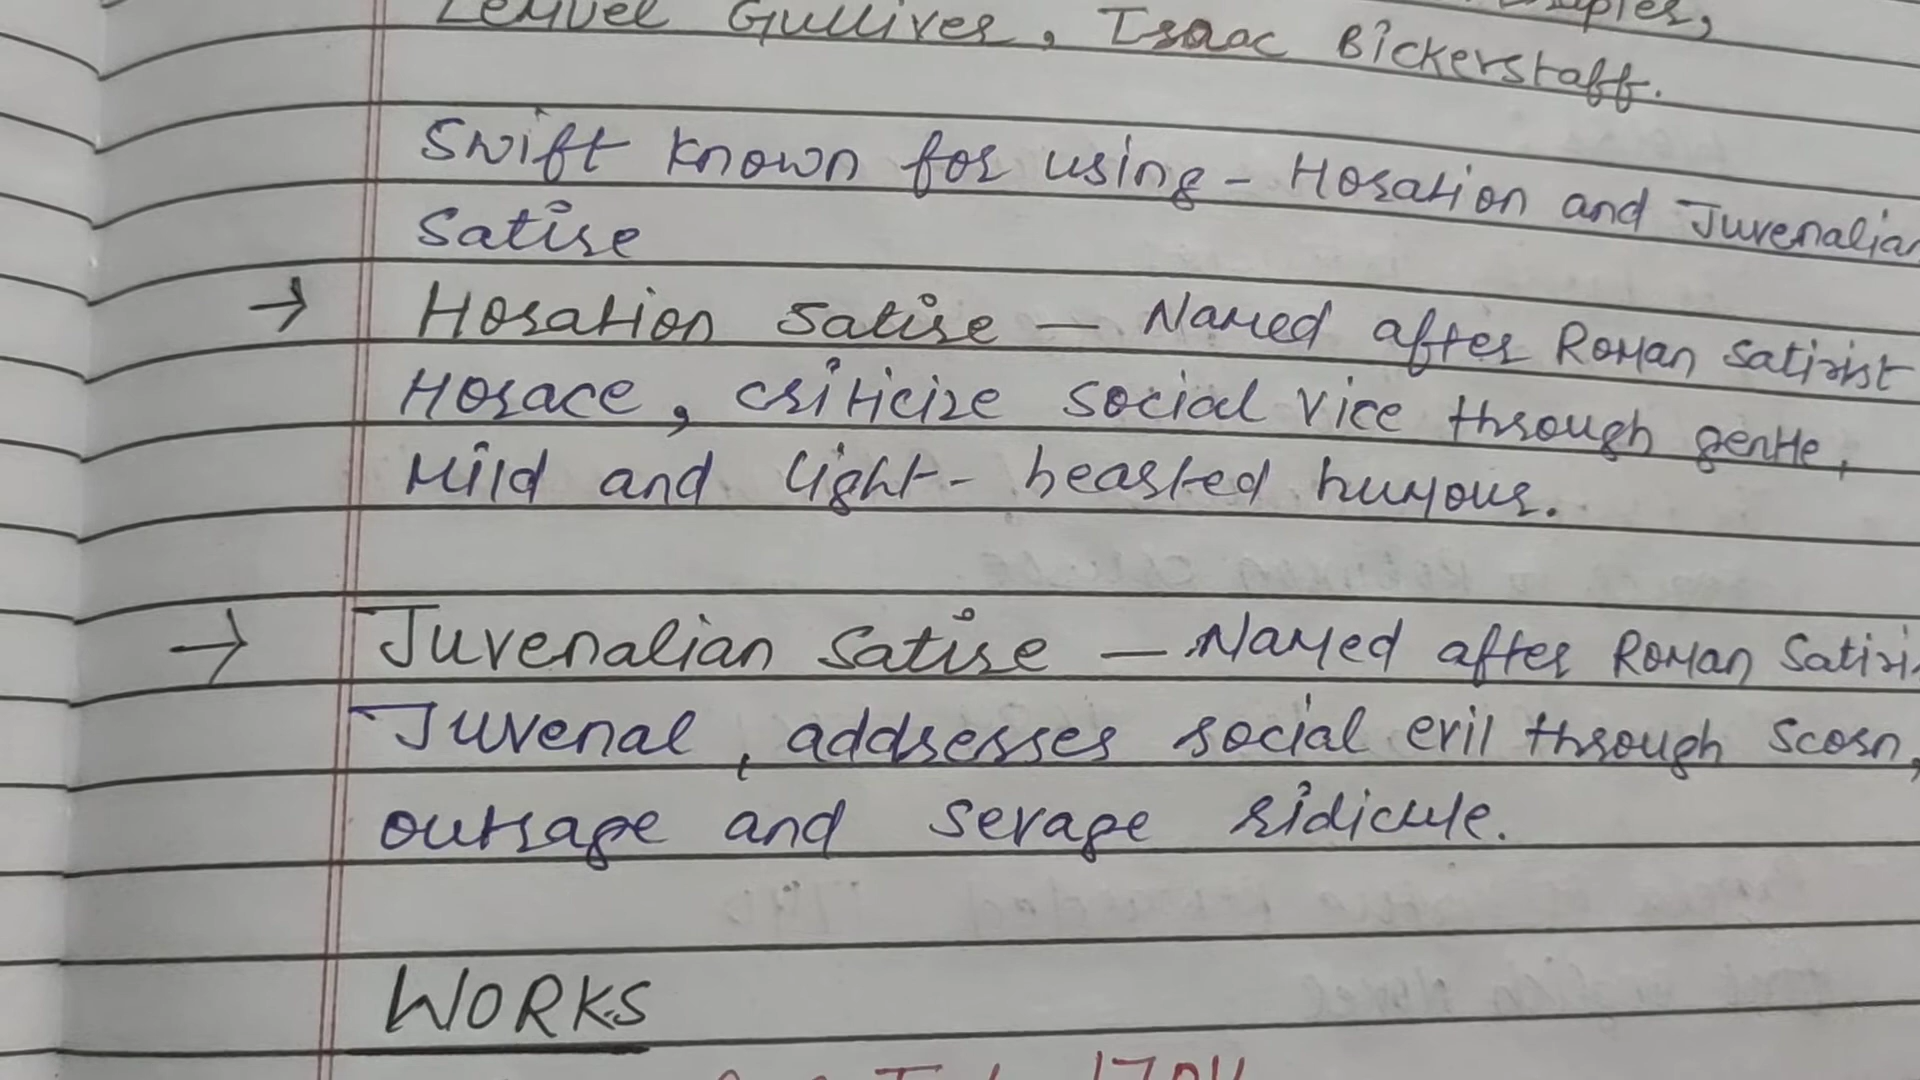 Lemuel Gulliver, Isaac Bickerstaff.
Swift known for using - Horation and Juvenalian
Satire
→ Horation Satire — Named after Roman Satirist
Horace, criticize social vice through gentle,
Mild and light-hearted humour.
→ Juvenalian Satire — Named after Roman Satiri
Juvenal, addresses social evil through Scorn,
outrage and sevage ridicule.
WORKS